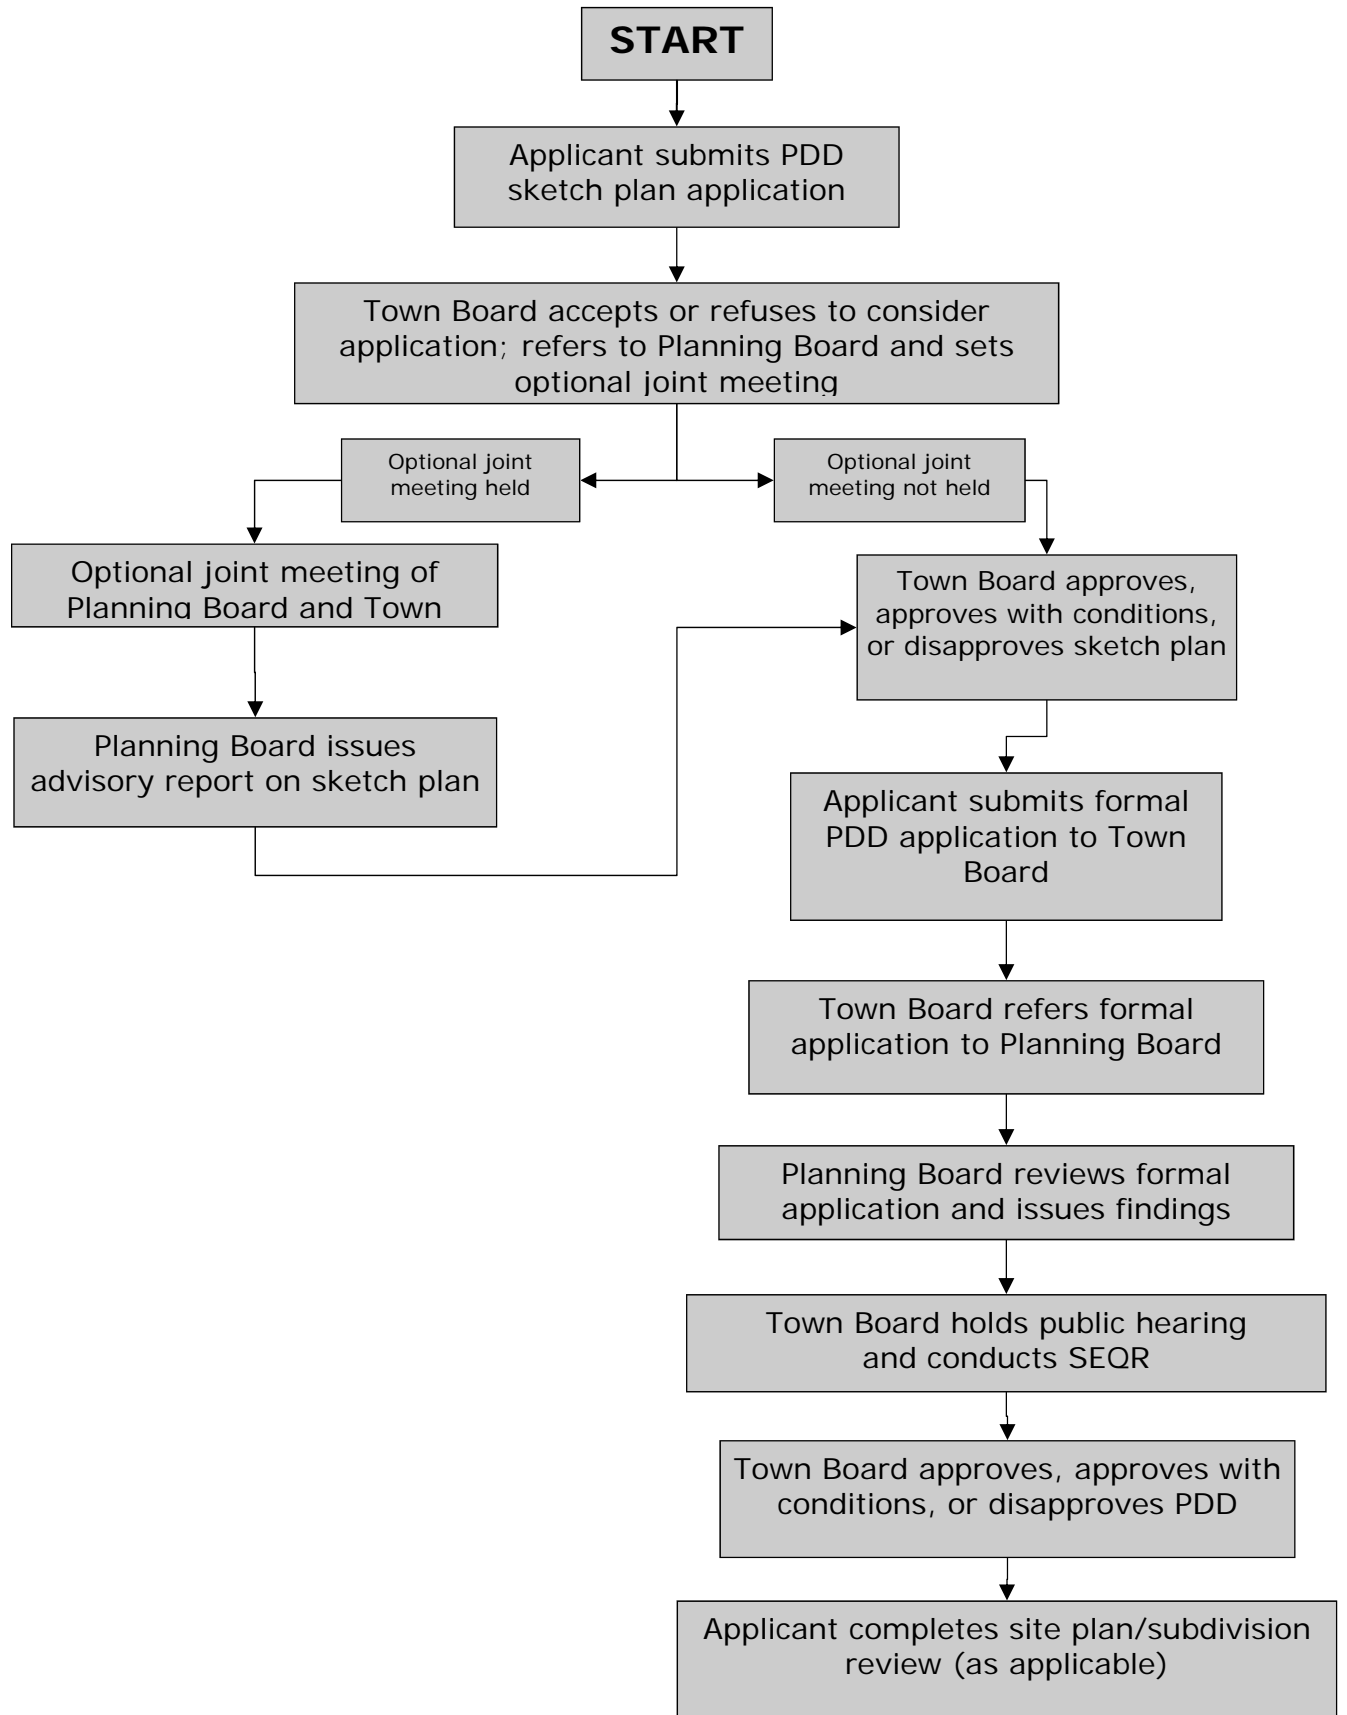 START
Applicant submits PDD
sketch plan application
Town Board accepts or refuses to consider
application; refers to Planning Board and sets
optional joint meeting
Optional joint
meeting held
Optional joint
meeting not held
Optional joint meeting of
Planning Board and Town
Town Board approves,
approves with conditions,
or disapproves sketch plan
Planning Board issues
advisory report on sketch plan
Applicant submits formal
PDD application to Town
Board
Town Board refers formal
application to Planning Board
Planning Board reviews formal
application and issues findings
Town Board holds public hearing
and conducts SEQR
Town Board approves, approves with
conditions, or disapproves PDD
Applicant completes site plan/subdivision
review (as applicable)